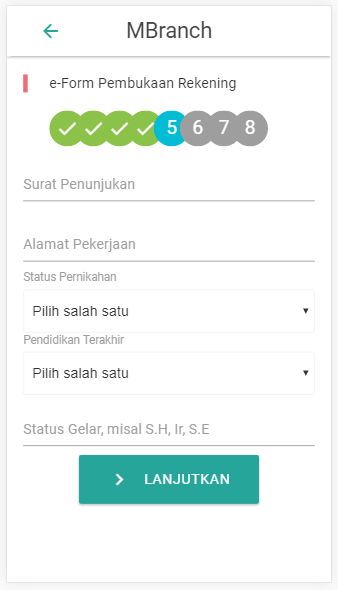 MBranch
e-Form Pembukaan Rekening
5 6 7 8
Surat Penunjukan
Alamat Pekerjaan
Status Pernikahan
Pilih salah satu
Pendidikan Terakhir
Pilih salah satu
Status Gelar, misal S.H, Ir, S.E
LANJUTKAN